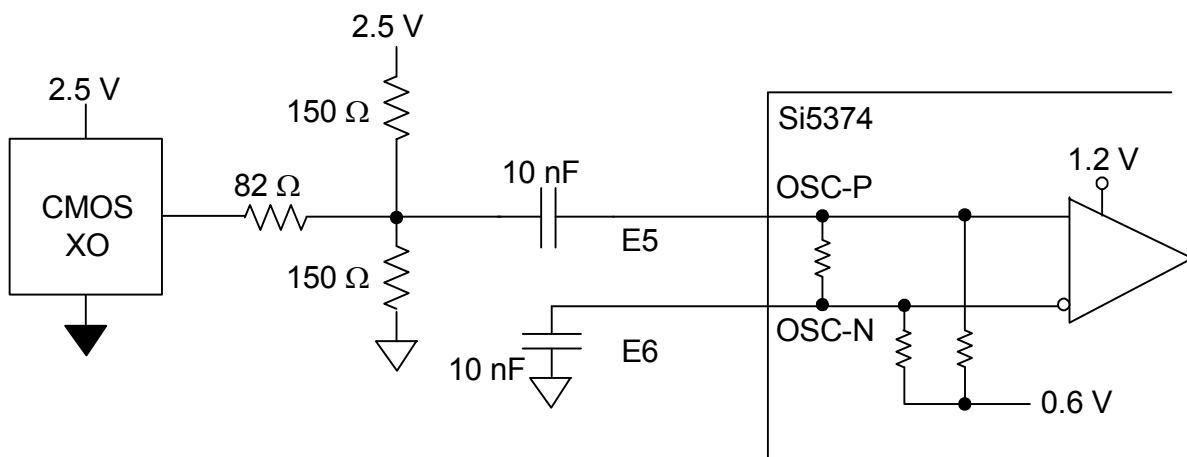 2.5 V
2.5 V
150 Ω
Si5374
1.2 V
10 nF
OSC-P
82 Ω
CMOS
XO
E5
150 Ω
OSC-N
E6
10 nF
0.6 V